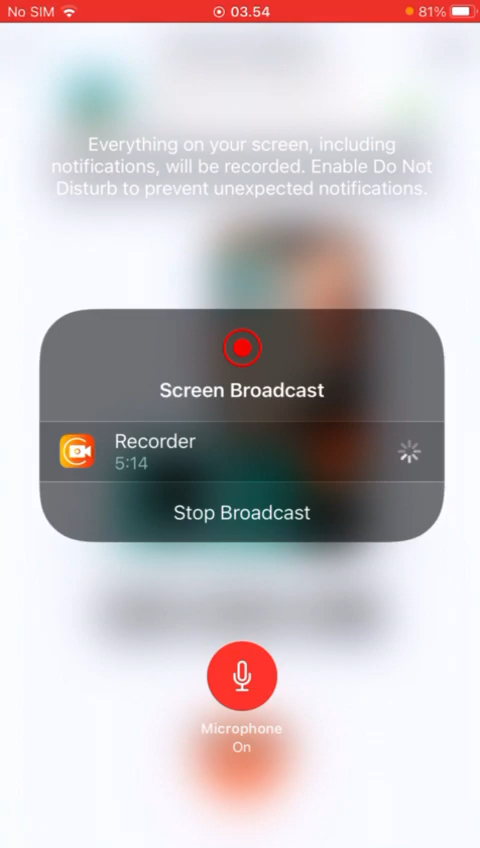 No SIM 03.54 81%
Everything on your screen, including
notifications, will be recorded. Enable Do Not
Disturb to prevent unexpected notifications.
Screen Broadcast
Recorder
5:14
Stop Broadcast
Microphone
On